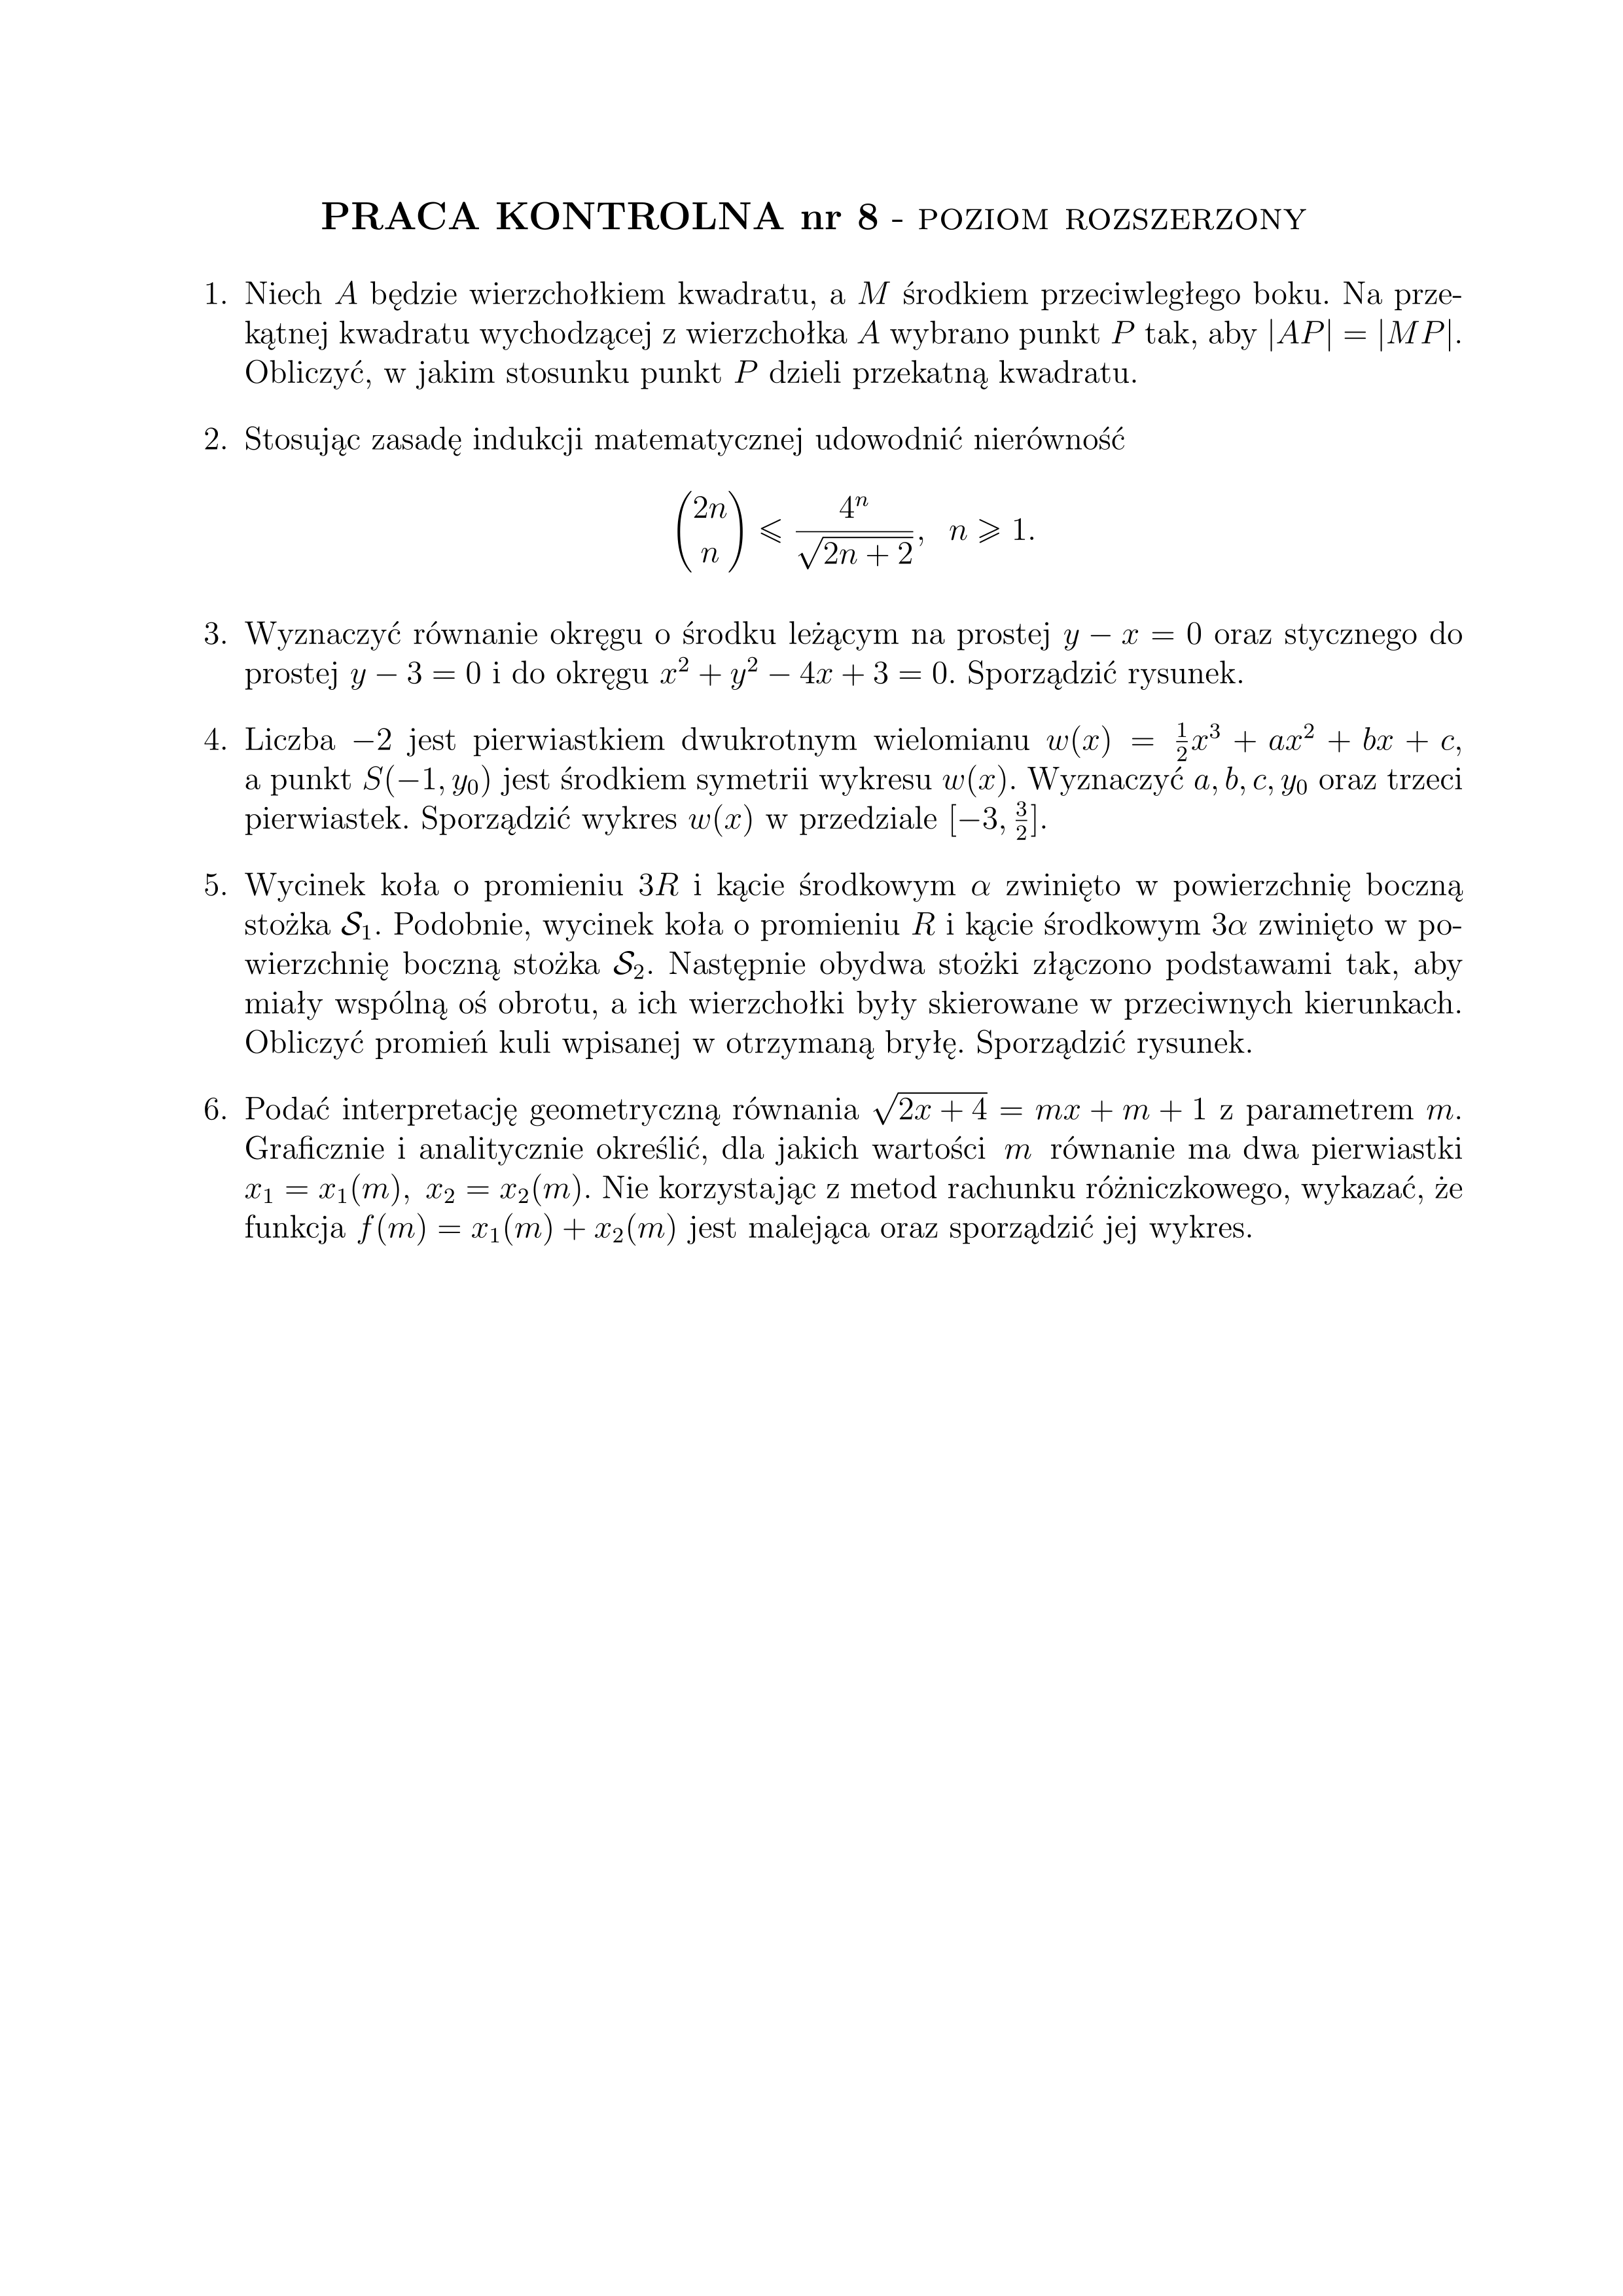 PRACA KONTROLNA nr 8 - POZIOM ROZSZERZONY
1. Niech A będzie wierzchołkiem kwadratu, a M środkiem przeciwległego boku. Na prze-
kątnej kwadratu wychodzącej z wierzchołka A wybrano punkt P tak, aby |AP| = |MP|.
Obliczyć, w jakim stosunku punkt P dzieli przekatną kwadratu.
2. Stosując zasadę indukcji matematycznej udowodnić nierówność
$$\binom{2n}{n} \leqslant \frac{4^n}{\sqrt{2n+2}}, \quad n \geqslant 1.$$
3. Wyznaczyć równanie okręgu o środku leżącym na prostej $y - x = 0$ oraz stycznego do
prostej $y - 3 = 0$ i do okręgu $x^2 + y^2 - 4x + 3 = 0$. Sporządzić rysunek.
4. Liczba $-2$ jest pierwiastkiem dwukrotnym wielomianu $w(x) = \frac{1}{2}x^3 + ax^2 + bx + c$,
a punkt $S(-1, y_0)$ jest środkiem symetrii wykresu $w(x)$. Wyznaczyć $a, b, c, y_0$ oraz trzeci
pierwiastek. Sporządzić wykres $w(x)$ w przedziale $[-3, \frac{3}{2}]$.
5. Wycinek koła o promieniu $3R$ i kącie środkowym $\alpha$ zwinięto w powierzchnię boczną
stożka $\mathcal{S}_1$. Podobnie, wycinek koła o promieniu $R$ i kącie środkowym $3\alpha$ zwinięto w po-
wierzchnię boczną stożka $\mathcal{S}_2$. Następnie obydwa stożki złączono podstawami tak, aby
miały wspólną oś obrotu, a ich wierzchołki były skierowane w przeciwnych kierunkach.
Obliczyć promień kuli wpisanej w otrzymaną bryłę. Sporządzić rysunek.
6. Podać interpretację geometryczną równania $\sqrt{2x+4} = mx + m + 1$ z parametrem $m$.
Graficznie i analitycznie określić, dla jakich wartości $m$ równanie ma dwa pierwiastki
$x_1 = x_1(m), x_2 = x_2(m)$. Nie korzystając z metod rachunku różniczkowego, wykazać, że
funkcja $f(m) = x_1(m) + x_2(m)$ jest malejąca oraz sporządzić jej wykres.